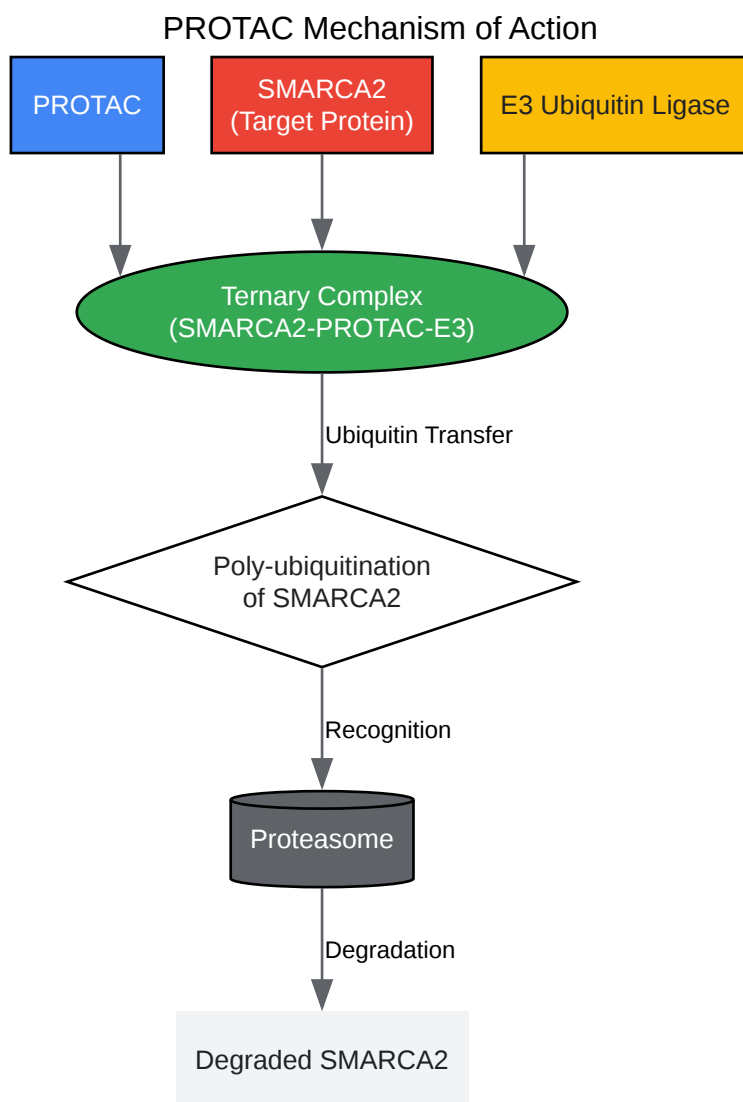 PROTAC Mechanism of Action
PROTAC
SMARCA2
(Target Protein)
E3 Ubiquitin Ligase
Ternary Complex
(SMARCA2-PROTAC-E3)
Ubiquitin Transfer
Poly-ubiquitination
of SMARCA2
Recognition
Proteasome
Degradation
Degraded SMARCA2